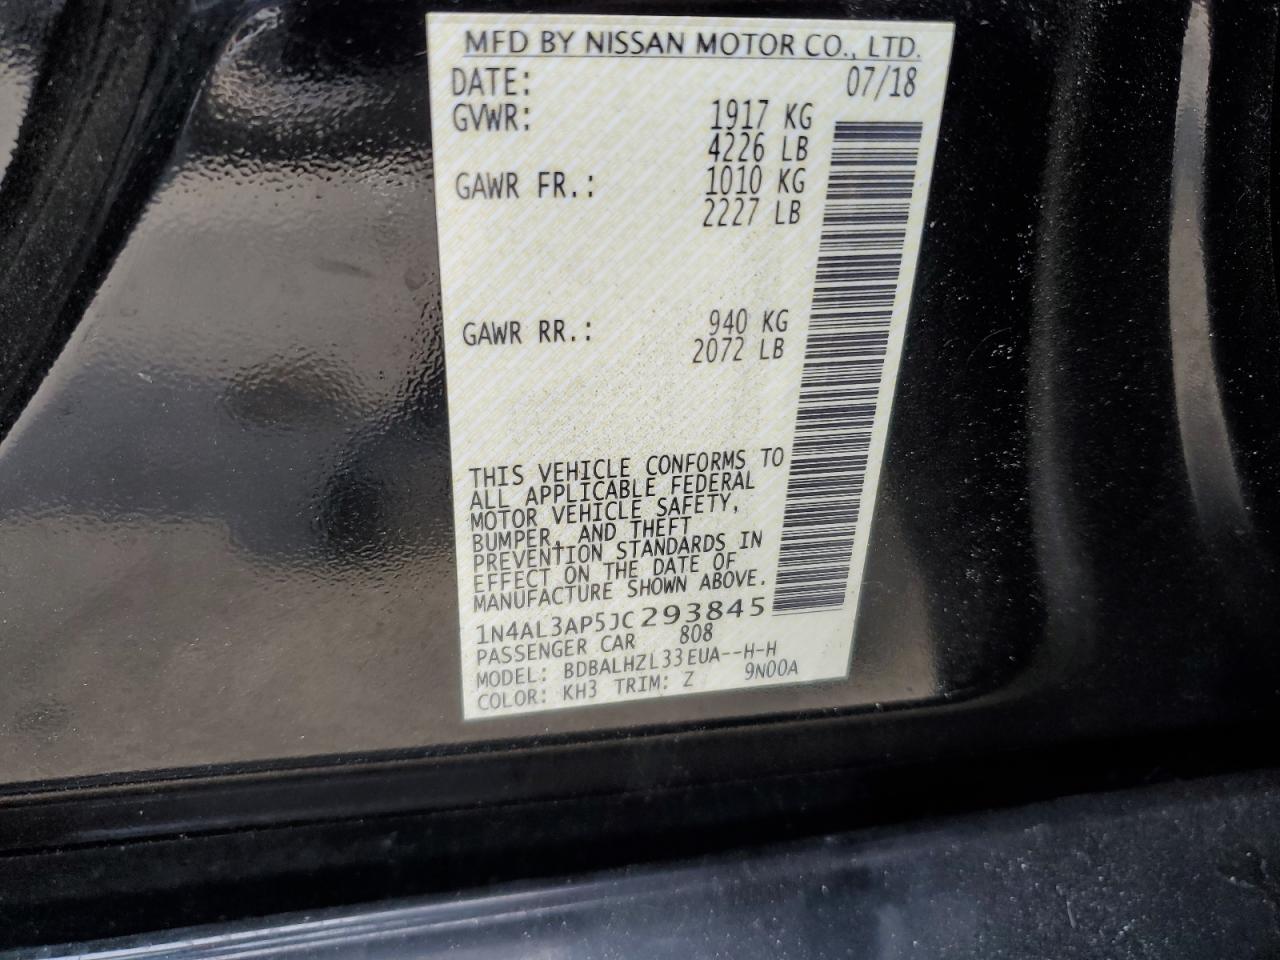 MFD BY NISSAN MOTOR CO., LTD.
DATE: 07/18
GVWR: 1917 KG
4226 LB
GAWR FR.: 1010 KG
2227 LB
GAWR RR.: 940 KG
2072 LB
THIS VEHICLE CONFORMS TO
ALL APPLICABLE FEDERAL
MOTOR VEHICLE SAFETY,
BUMPER, AND THEFT
PREVENTION STANDARDS IN
EFFECT ON THE DATE OF
MANUFACTURE SHOWN ABOVE.
1N4AL3AP5JC293845
PASSENGER CAR 808
MODEL: BDBALHZL33EUA--H-H
COLOR: KH3 TRIM: Z 9N00A